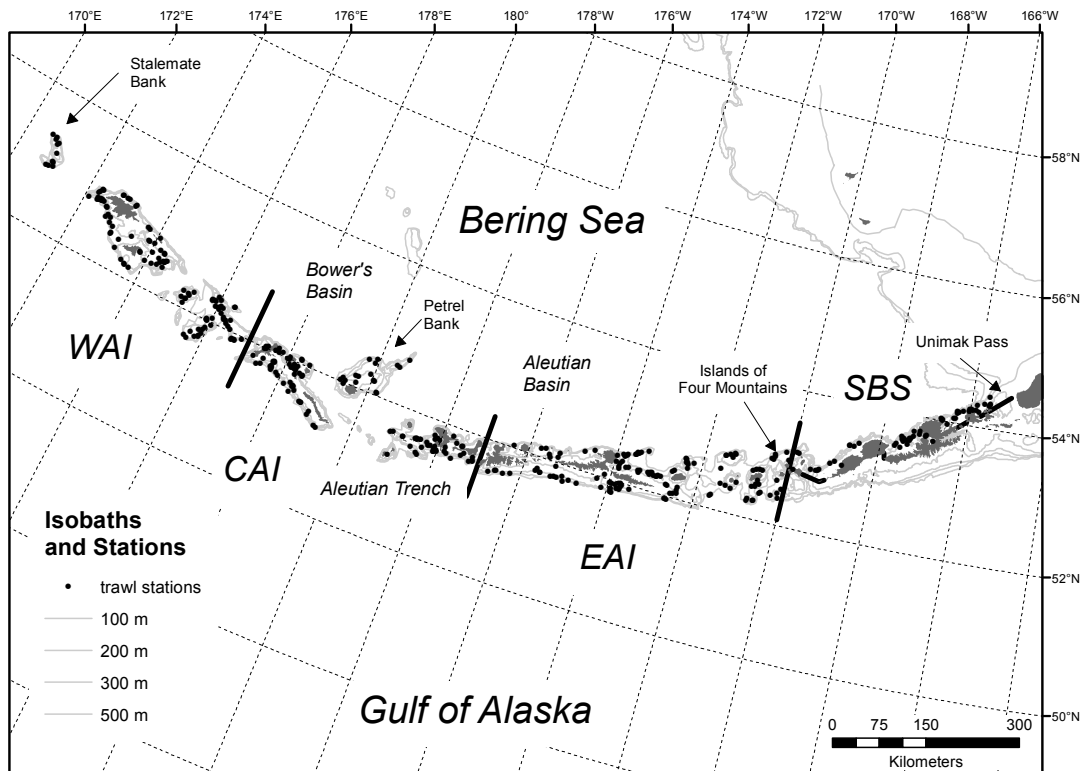 170°E 172°E 174°E 176°E 178°E 180° 178°W 176°W 174°W 172°W 170°W 168°W 166°W
Stalemate
Bank
58°N
Bering Sea
Bower's
Basin
56°N
Petrel
Bank
Unimak Pass
WAI
Aleutian
Basin
Islands of
Four Mountains
SBS
54°N
CAI
Aleutian Trench
Isobaths
and Stations
EAI
trawl stations
52°N
100 m
200 m
300 m
500 m
Gulf of Alaska
50°N
0 75 150 300
Kilometers